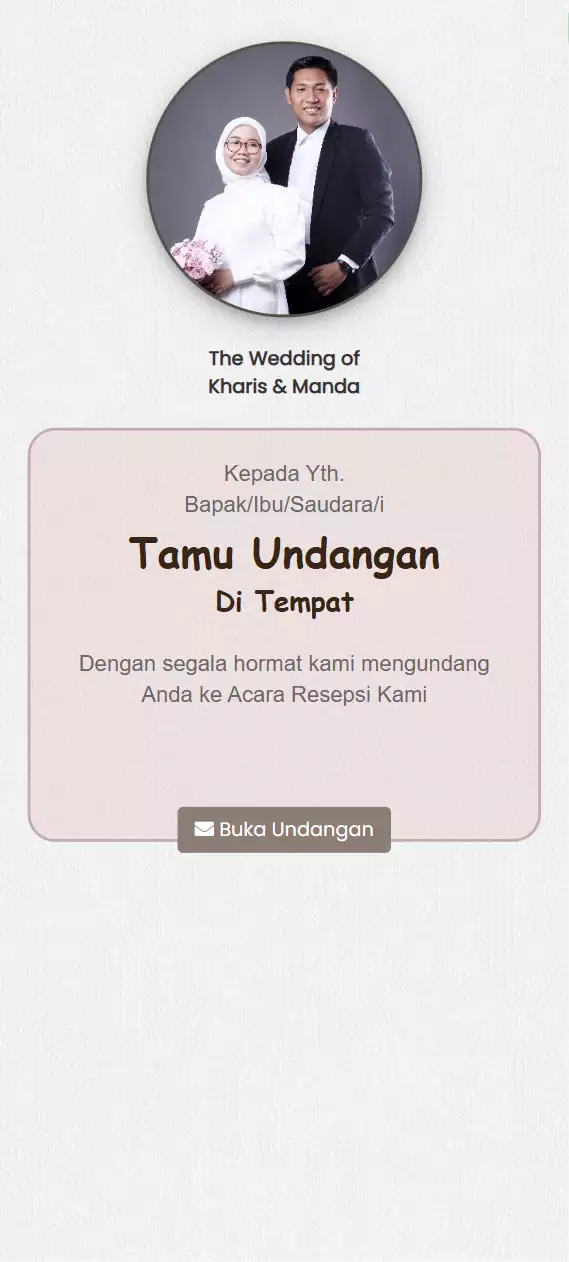 The Wedding of
Kharis & Manda
Kepada Yth.
Bapak/Ibu/Saudara/i
Tamu Undangan
Di Tempat
Dengan segala hormat kami mengundang
Anda ke Acara Resepsi Kami
Buka Undangan